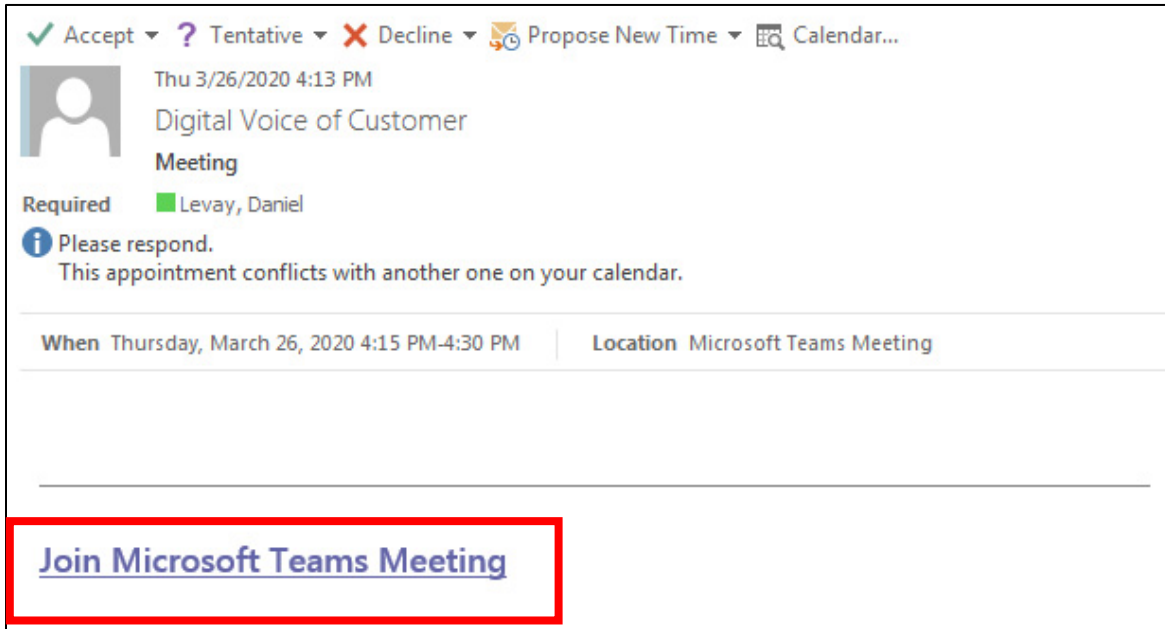 Accept ? Tentative Decline Propose New Time Calendar...
Thu 3/26/2020 4:13 PM
Digital Voice of Customer
Meeting
Required Levay, Daniel
Please respond.
This appointment conflicts with another one on your calendar.
When Thursday, March 26, 2020 4:15 PM-4:30 PM Location Microsoft Teams Meeting
Join Microsoft Teams Meeting